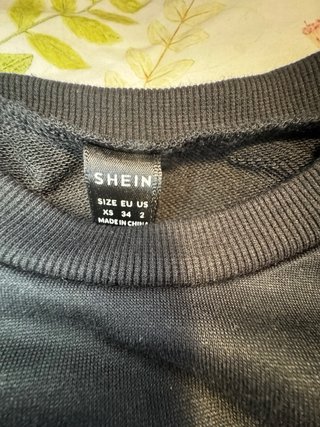 SHEIN
SIZE EU US
XS 34 2
MADE IN CHINA